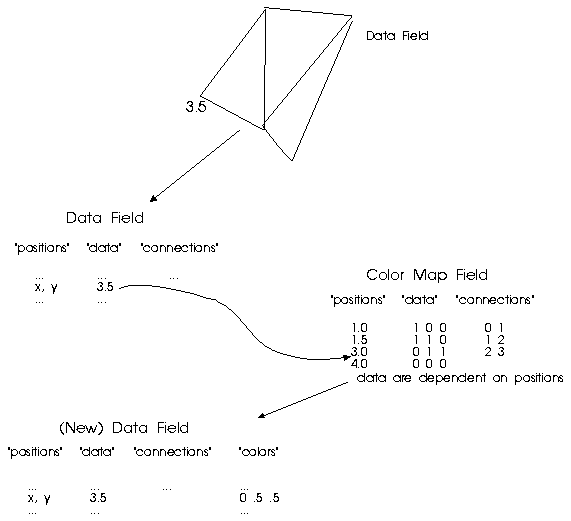 Data Field
3.5
Data Field
"positions" "data" "connections"
... ... ...
x, y 3.5
... ...
Color Map Field
"positions" "data" "connections"
1.0 1 0 0 0 1
1.5 1 1 0 1 2
3.0 0 1 1 2 3
4.0 0 0 0
data are dependent on positions
(New) Data Field
"positions" "data" "connections" "colors"
... ... ... ...
x, y 3.5 0 .5 .5
... ... ...